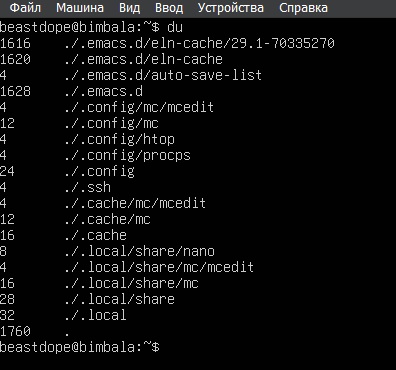 Файл Машина Вид Ввод Устройства Справка
beastdope@bimbala:~$ du
1616 ./.emacs.d/eln-cache/29.1-70335270
1620 ./.emacs.d/eln-cache
4 ./.emacs.d/auto-save-list
1628 ./.emacs.d
4 ./.config/mc/mcedit
12 ./.config/mc
4 ./.config/htop
4 ./.config/procps
24 ./.config
4 ./.ssh
4 ./.cache/mc/mcedit
12 ./.cache/mc
16 ./.cache
8 ./.local/share/nano
4 ./.local/share/mc/mcedit
16 ./.local/share/mc
28 ./.local/share
32 ./.local
1760 .
beastdope@bimbala:~$